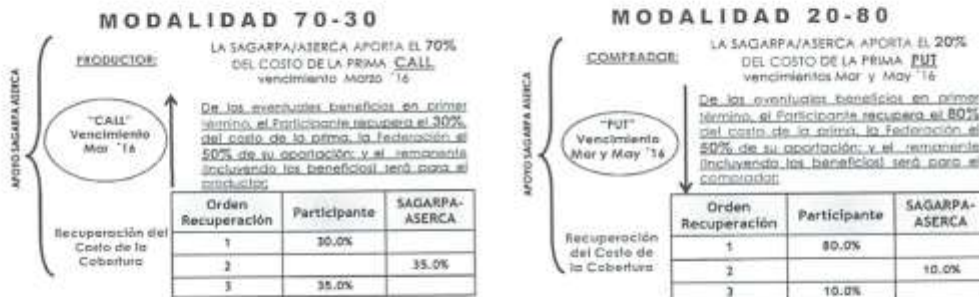 MODALIDAD 70-30
APOYO SAGARPA ASERCA
PRODUCTOR:
LA SAGARPA/ASERCA APORTA EL 70%
DEL COSTO DE LA PRIMA CALL
vencimiento Marzo '16
"CALL"
Vencimiento
Mar '16
De los eventuales beneficios en primer
término, el Participante recupera el 30%,
del costo de la prima, la Federación el
50% de su aportación; y el remanente
(incluyendo los beneficios) será para el
productor:
Recuperación del
Costo de la
Cobertura
Orden Recuperación Participante SAGARPA-ASERCA
1 30.0%
2 35.0%
3 35.0%
MODALIDAD 20-80
APOYO SAGARPA ASERCA
COMPRADOR:
LA SAGARPA/ASERCA APORTA EL 20%
DEL COSTO DE LA PRIMA PUT
vencimientos Mar y May '16
"PUT"
Vencimiento
Mar y May '16
De los eventuales beneficios en primer
término, el Participante recupera el 80%
del costo de la prima, la Federación el
50% de su aportación; y el remanente
(incluyendo los beneficios) será para el
comprador:
Recuperación
del Costo de
la Cobertura
Orden Recuperación Participante SAGARPA-ASERCA
1 80.0%
2 10.0%
3 10.0%